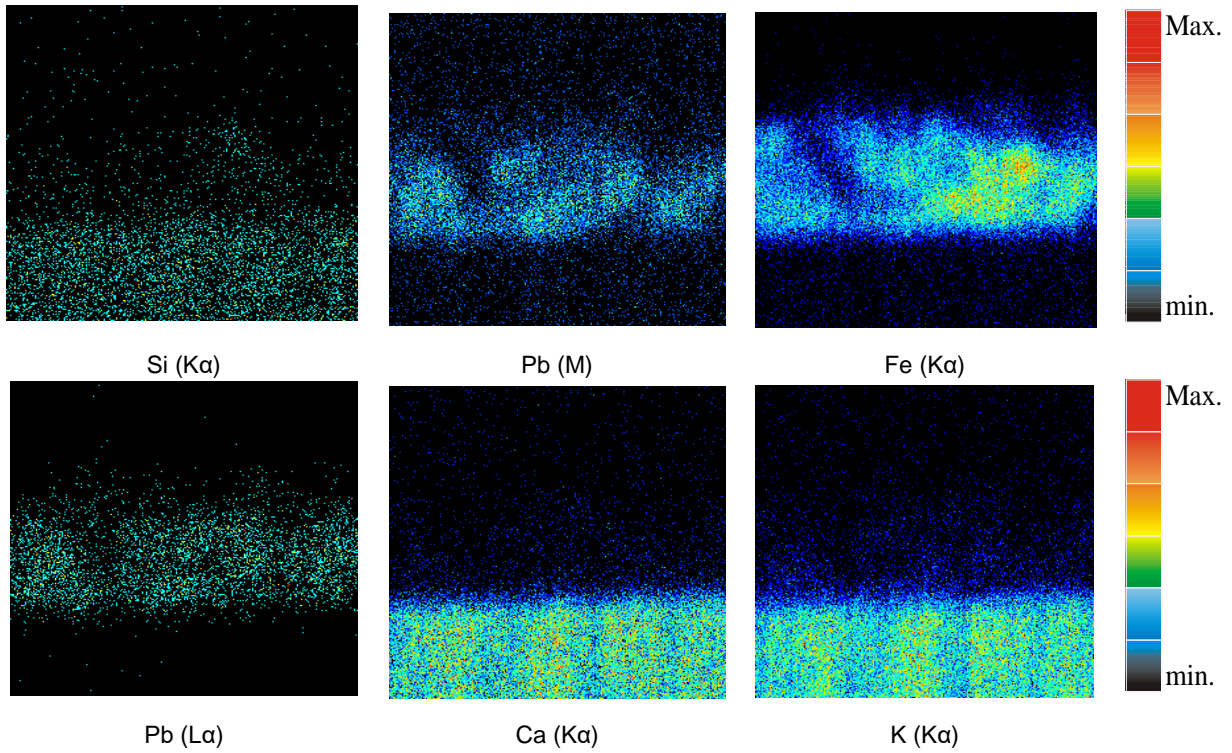 Max.
min.
Si (Kα)
Pb (M)
Fe (Kα)
Max.
min.
Pb (Lα)
Ca (Kα)
K (Kα)